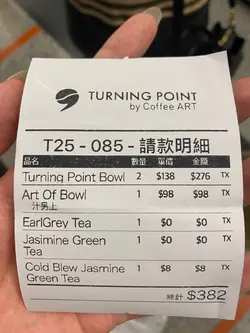 TURNING POINT
by Coffee ART
T25 - 085 - 請款明細
品名 數量 單價 金額
Turning Point Bowl 2 $138 $276 TX
Art Of Bowl 1 $98 $98 TX
汁另上
EarlGrey Tea 1 $0 $0 TX
Jasimine Green 1 $0 $0 TX
Tea
Cold Blew Jasmine 1 $8 $8 TX
Green Tea
總計 $382